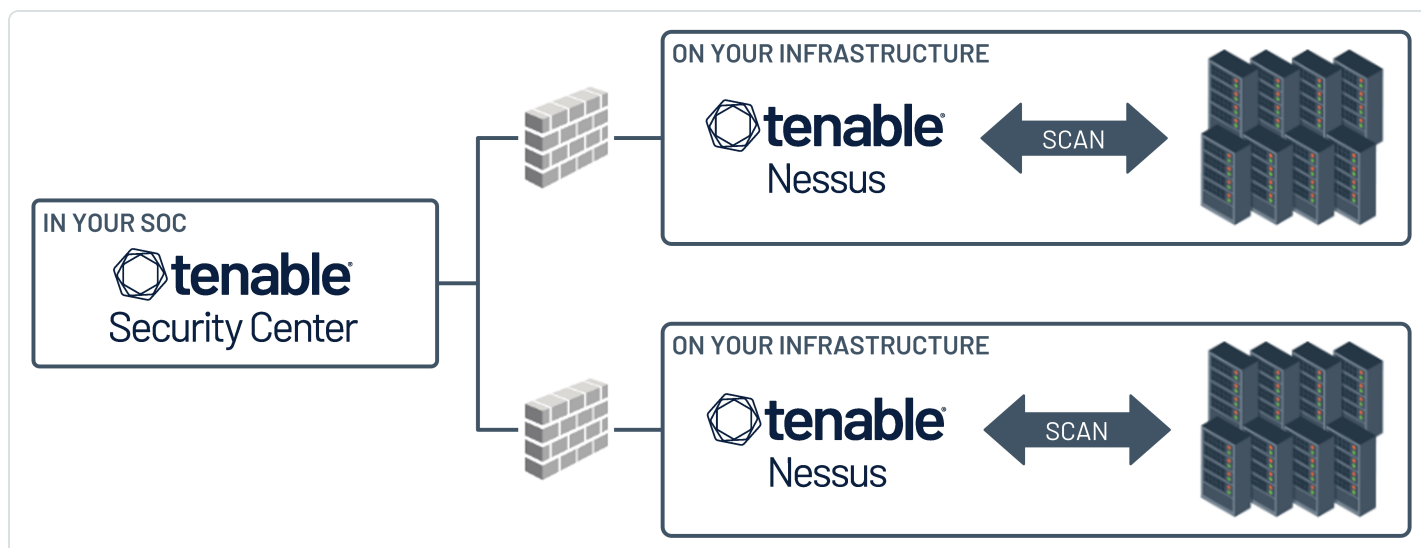 IN YOUR SOC
tenable®
Security Center
ON YOUR INFRASTRUCTURE
tenable®
Nessus
SCAN
ON YOUR INFRASTRUCTURE
tenable®
Nessus
SCAN